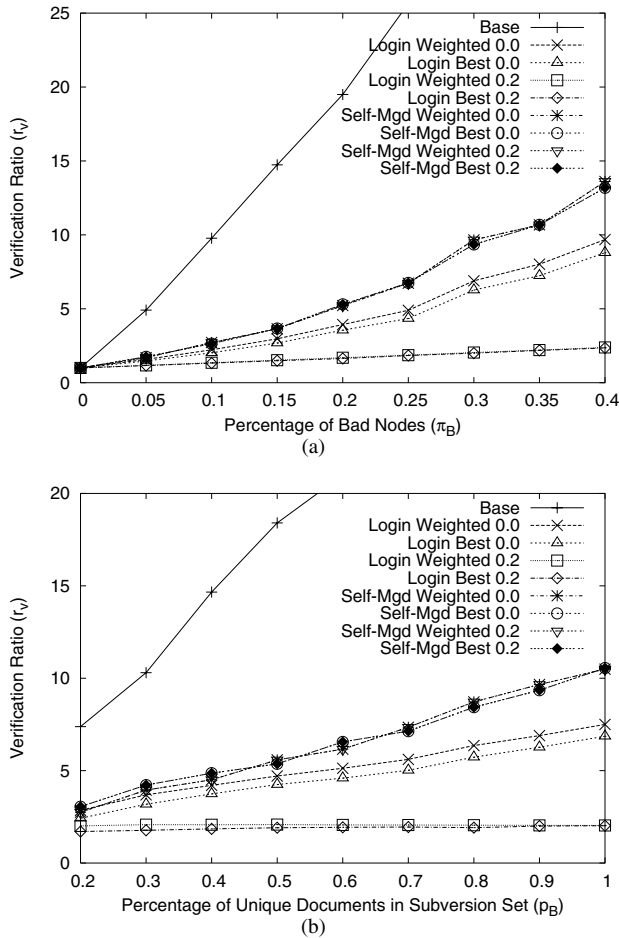 25
20
15
10
5
0
Verification Ratio (rᵥ)
Base
Login Weighted 0.0
Login Best 0.0
Login Weighted 0.2
Login Best 0.2
Self-Mgd Weighted 0.0
Self-Mgd Best 0.0
Self-Mgd Weighted 0.2
Self-Mgd Best 0.2
0 0.05 0.1 0.15 0.2 0.25 0.3 0.35 0.4
Percentage of Bad Nodes (π_B)
(a)
20
15
10
5
0
Verification Ratio (rᵥ)
Base
Login Weighted 0.0
Login Best 0.0
Login Weighted 0.2
Login Best 0.2
Self-Mgd Weighted 0.0
Self-Mgd Best 0.0
Self-Mgd Weighted 0.2
Self-Mgd Best 0.2
0.2 0.3 0.4 0.5 0.6 0.7 0.8 0.9 1
Percentage of Unique Documents in Subversion Set (p_B)
(b)